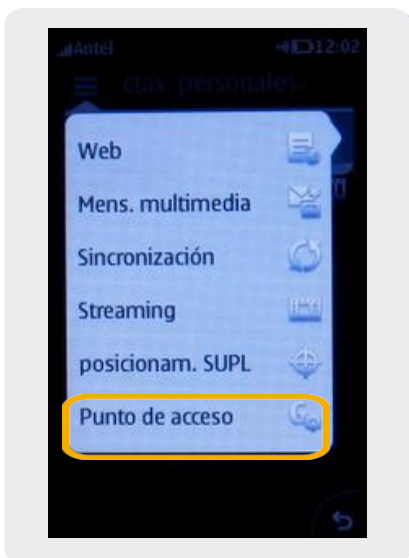 Antel 12:02
ctas. personales
Web
Mens. multimedia
Sincronización
Streaming
posicionam. SUPL
Punto de acceso